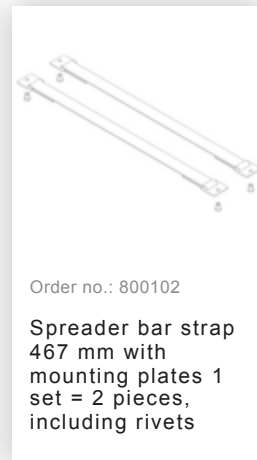 Order no.: 800102
Spreader bar strap
467 mm with
mounting plates 1
set = 2 pieces,
including rivets